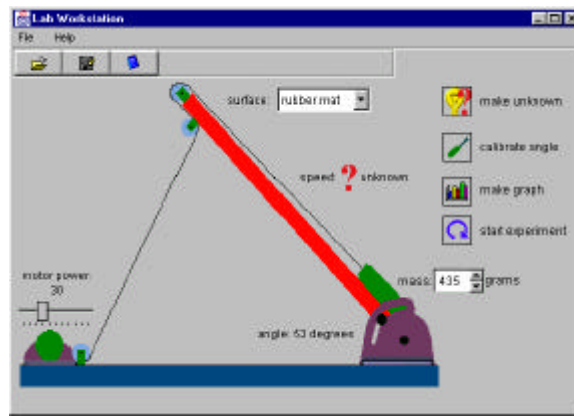 Lab Workstation
File Help
surface: rubber mat
make unknown
calibrate angle
speed ? unknown
make graph
start experiment
motor power:
30
mass: 435 grams
angle: 53 degrees